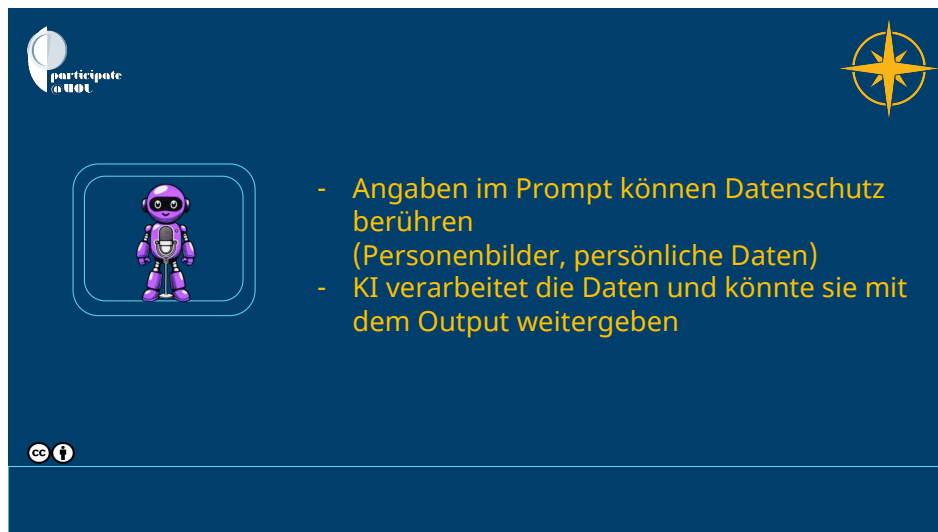 participate
@UOL
- Angaben im Prompt können Datenschutz
berühren
(Personenbilder, persönliche Daten)
- KI verarbeitet die Daten und könnte sie mit
dem Output weitergeben
cc